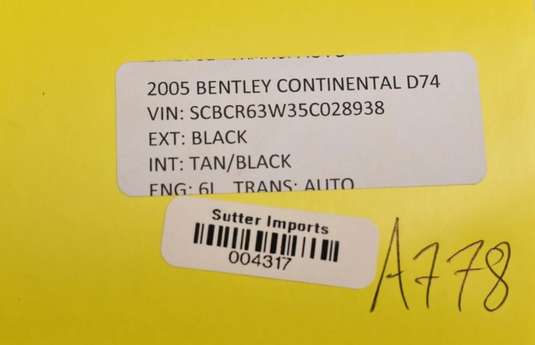 2005 BENTLEY CONTINENTAL D74
VIN: SCBCR63W35C028938
EXT: BLACK
INT: TAN/BLACK
ENG: 6L TRANS: AUTO
Sutter Imports
004317
A778